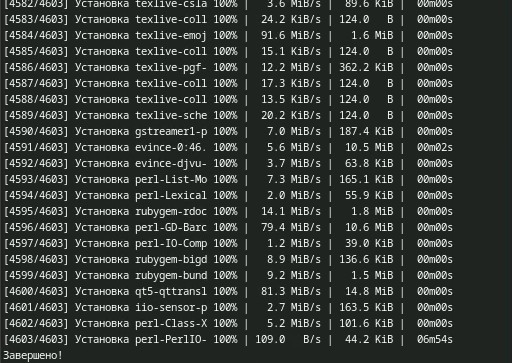 [4582/4603] Установка texlive-csla 100% |   3.6 MiB/s |  89.6 KiB |  00m00s
[4583/4603] Установка texlive-coll 100% |  24.2 KiB/s | 124.0   B |  00m00s
[4584/4603] Установка texlive-emoj 100% |  91.6 MiB/s |   1.6 MiB |  00m00s
[4585/4603] Установка texlive-coll 100% |  15.1 KiB/s | 124.0   B |  00m00s
[4586/4603] Установка texlive-pgf- 100% |  12.2 MiB/s | 362.2 KiB |  00m00s
[4587/4603] Установка texlive-coll 100% |  17.3 KiB/s | 124.0   B |  00m00s
[4588/4603] Установка texlive-coll 100% |  13.5 KiB/s | 124.0   B |  00m00s
[4589/4603] Установка texlive-sche 100% |  20.2 KiB/s | 124.0   B |  00m00s
[4590/4603] Установка gstreamer1-p 100% |   7.0 MiB/s | 187.4 KiB |  00m00s
[4591/4603] Установка evince-0:46. 100% |   5.6 MiB/s |  10.5 MiB |  00m02s
[4592/4603] Установка evince-djvu- 100% |   3.7 MiB/s |  63.8 KiB |  00m00s
[4593/4603] Установка perl-List-Mo 100% |   7.3 MiB/s | 165.1 KiB |  00m00s
[4594/4603] Установка perl-Lexical 100% |   2.0 MiB/s |  55.9 KiB |  00m00s
[4595/4603] Установка rubygem-rdoc 100% |  14.1 MiB/s |   1.8 MiB |  00m00s
[4596/4603] Установка perl-GD-Barc 100% |  79.4 MiB/s |  10.6 MiB |  00m00s
[4597/4603] Установка perl-IO-Comp 100% |   1.2 MiB/s |  39.0 KiB |  00m00s
[4598/4603] Установка rubygem-bigd 100% |   8.9 MiB/s | 136.6 KiB |  00m00s
[4599/4603] Установка rubygem-bund 100% |   9.2 MiB/s |   1.5 MiB |  00m00s
[4600/4603] Установка qt5-qttransl 100% |  81.3 MiB/s |  14.8 MiB |  00m00s
[4601/4603] Установка iio-sensor-p 100% |   2.7 MiB/s | 163.5 KiB |  00m00s
[4602/4603] Установка perl-Class-X 100% |   5.2 MiB/s | 101.6 KiB |  00m00s
[4603/4603] Установка perl-PerlIO- 100% | 109.0   B/s |  44.2 KiB |  06m54s
Завершено!